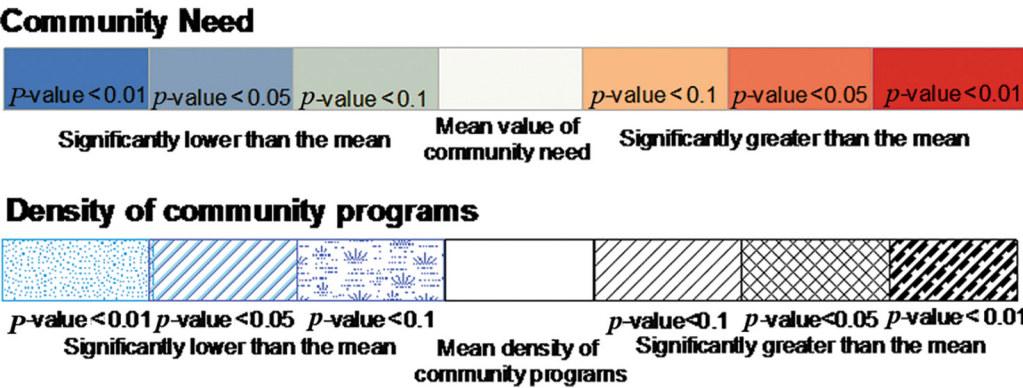 Community Need
p-value<0.01 p-value<0.05 p-value<0.1 p-value<0.1 p-value<0.05 p-value<0.01
Significantly lower than the mean
Mean value of
community need
Significantly greater than the mean
Density of community programs
p-value<0.01 p-value<0.05 p-value<0.1 p-value<0.1 p-value<0.05 p-value<0.01
Significantly lower than the mean
Mean density of
community programs
Significantly greater than the mean